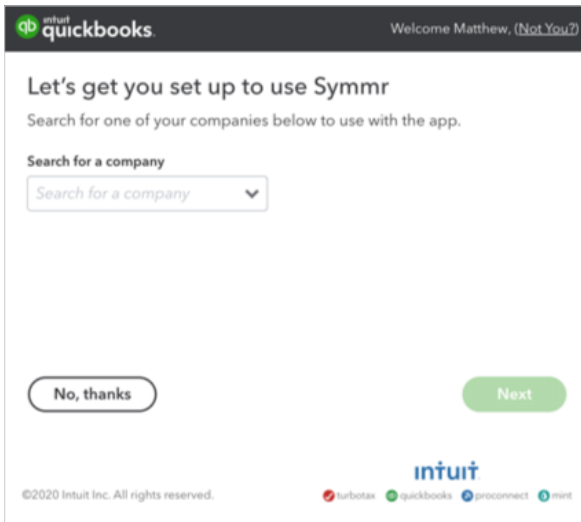 qb intuit quickbooks.
Welcome Matthew, (Not You?)
Let's get you set up to use Symmr
Search for one of your companies below to use with the app.
Search for a company
Search for a company
No, thanks
Next
intuit
©2020 Intuit Inc. All rights reserved.
turbotax quickbooks proconnect mint